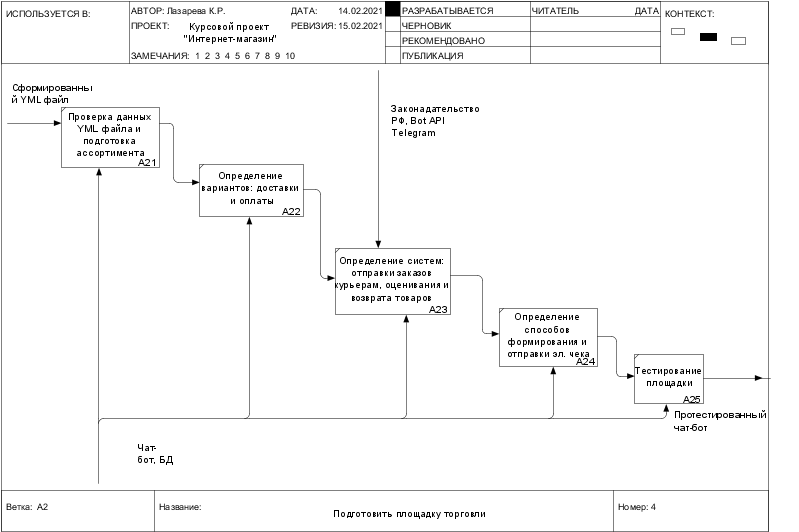 ИСПОЛЬЗУЕТСЯ В:
АВТОР: Лазарева К.Р.
ДАТА: 14.02.2021
РАЗРАБАТЫВАЕТСЯ
ЧИТАТЕЛЬ
ДАТА
КОНТЕКСТ:
ПРОЕКТ: Курсовой проект
"Интернет-магазин"
РЕВИЗИЯ: 15.02.2021
ЧЕРНОВИК
РЕКОМЕНДОВАНО
ЗАМЕЧАНИЯ: 1 2 3 4 5 6 7 8 9 10
ПУБЛИКАЦИЯ
Сформированны
й YML файл
Проверка данных
YML файла и
подготовка
ассортимента
A21
Законадательство
РФ, Bot API
Telegram
Определение
вариантов: доставки
и оплаты
A22
Определение систем:
отправки заказов
курьерам, оценивания и
возврата товаров
A23
Определение
способов
формирования и
отправки эл. чека
A24
Тестирование
площадки
A25
Протестированный
чат-бот
Чат-
бот, БД
Ветка: A2
Название:
Подготовить площадку торговли
Номер: 4